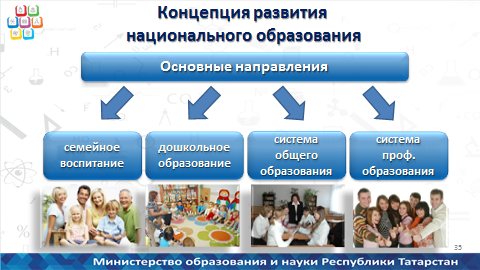 Концепция развития
национального образования
Основные направления
семейное
воспитание
дошкольное
образование
система
общего
образования
система
проф.
образования
35
Министерство образования и науки Республики Татарстан